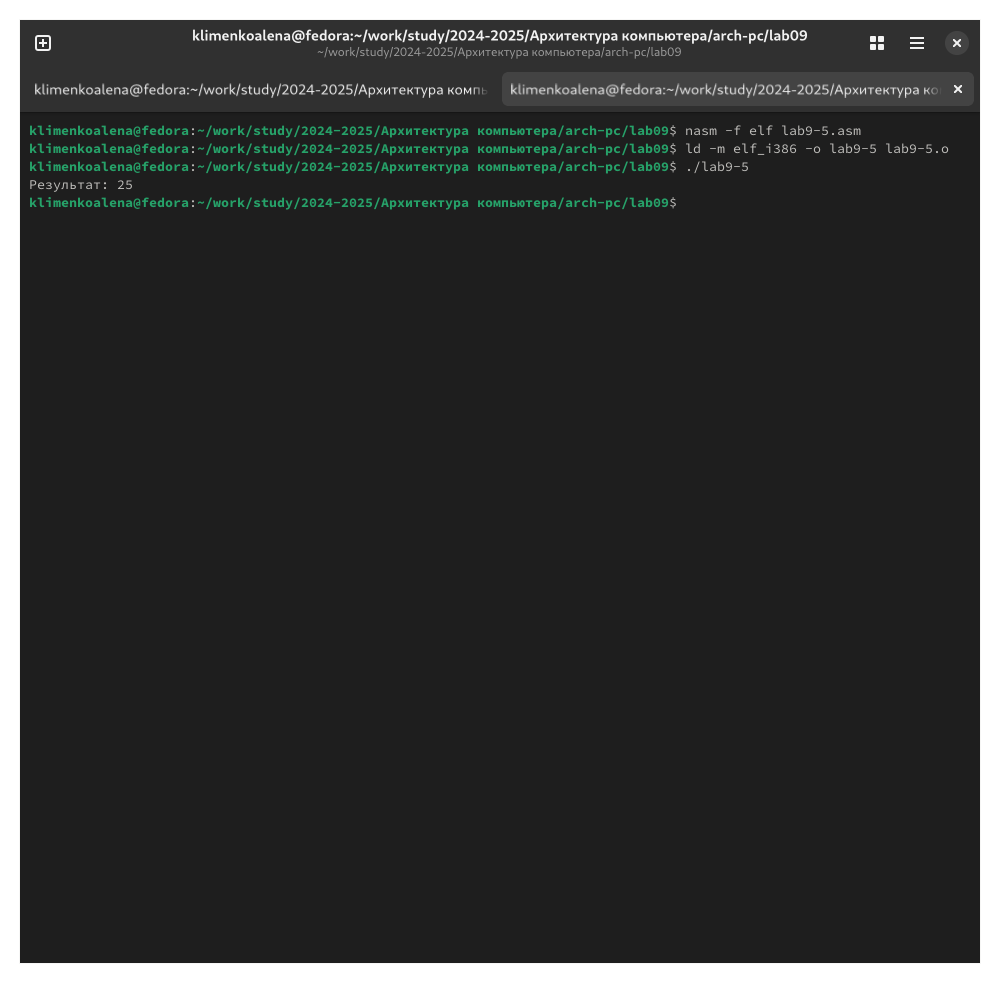 klimenkoalena@fedora:~/work/study/2024-2025/Архитектура компьютера/arch-pc/lab09
~/work/study/2024-2025/Архитектура компьютера/arch-pc/lab09
klimenkoalena@fedora:~/work/study/2024-2025/Архитектура комп
klimenkoalena@fedora:~/work/study/2024-2025/Архитектура ко
klimenkoalena@fedora:~/work/study/2024-2025/Архитектура компьютера/arch-pc/lab09$ nasm -f elf lab9-5.asm
klimenkoalena@fedora:~/work/study/2024-2025/Архитектура компьютера/arch-pc/lab09$ ld -m elf_i386 -o lab9-5 lab9-5.o
klimenkoalena@fedora:~/work/study/2024-2025/Архитектура компьютера/arch-pc/lab09$ ./lab9-5
Результат: 25
klimenkoalena@fedora:~/work/study/2024-2025/Архитектура компьютера/arch-pc/lab09$